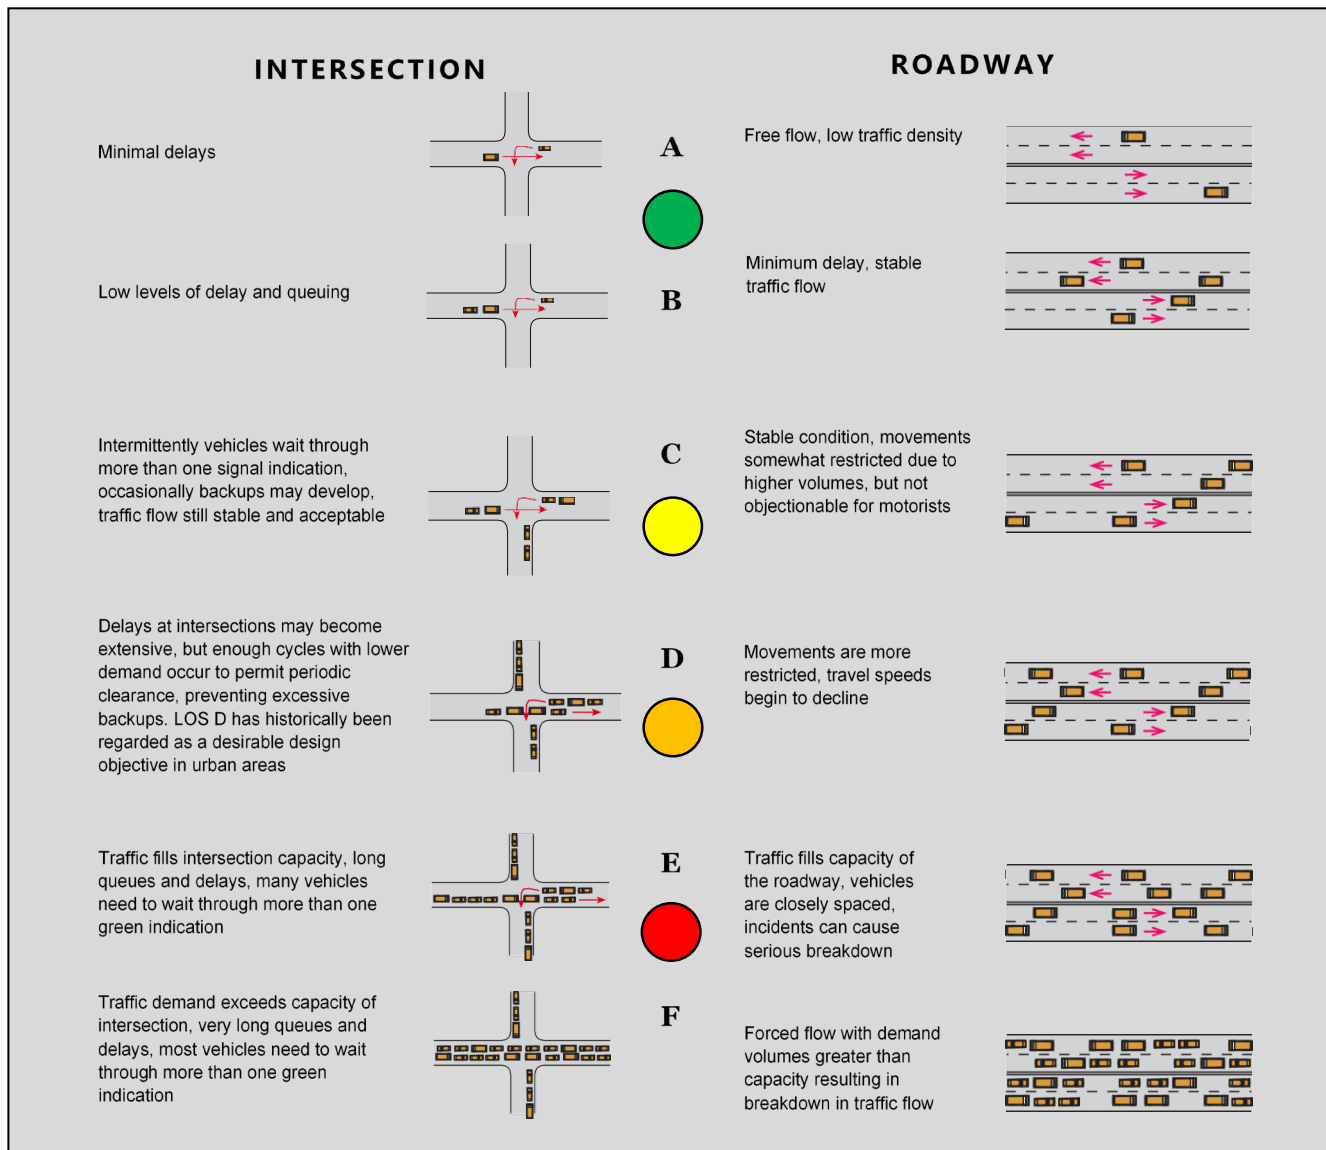 INTERSECTION
ROADWAY
Minimal delays
A
Free flow, low traffic density
Low levels of delay and queuing
B
Minimum delay, stable
traffic flow
Intermittently vehicles wait through
more than one signal indication,
occasionally backups may develop,
traffic flow still stable and acceptable
C
Stable condition, movements
somewhat restricted due to
higher volumes, but not
objectionable for motorists
Delays at intersections may become
extensive, but enough cycles with lower
demand occur to permit periodic
clearance, preventing excessive
backups. LOS D has historically been
regarded as a desirable design
objective in urban areas
D
Movements are more
restricted, travel speeds
begin to decline
Traffic fills intersection capacity, long
queues and delays, many vehicles
need to wait through more than one
green indication
E
Traffic fills capacity of
the roadway, vehicles
are closely spaced,
incidents can cause
serious breakdown
Traffic demand exceeds capacity of
intersection, very long queues and
delays, most vehicles need to wait
through more than one green
indication
F
Forced flow with demand
volumes greater than
capacity resulting in
breakdown in traffic flow